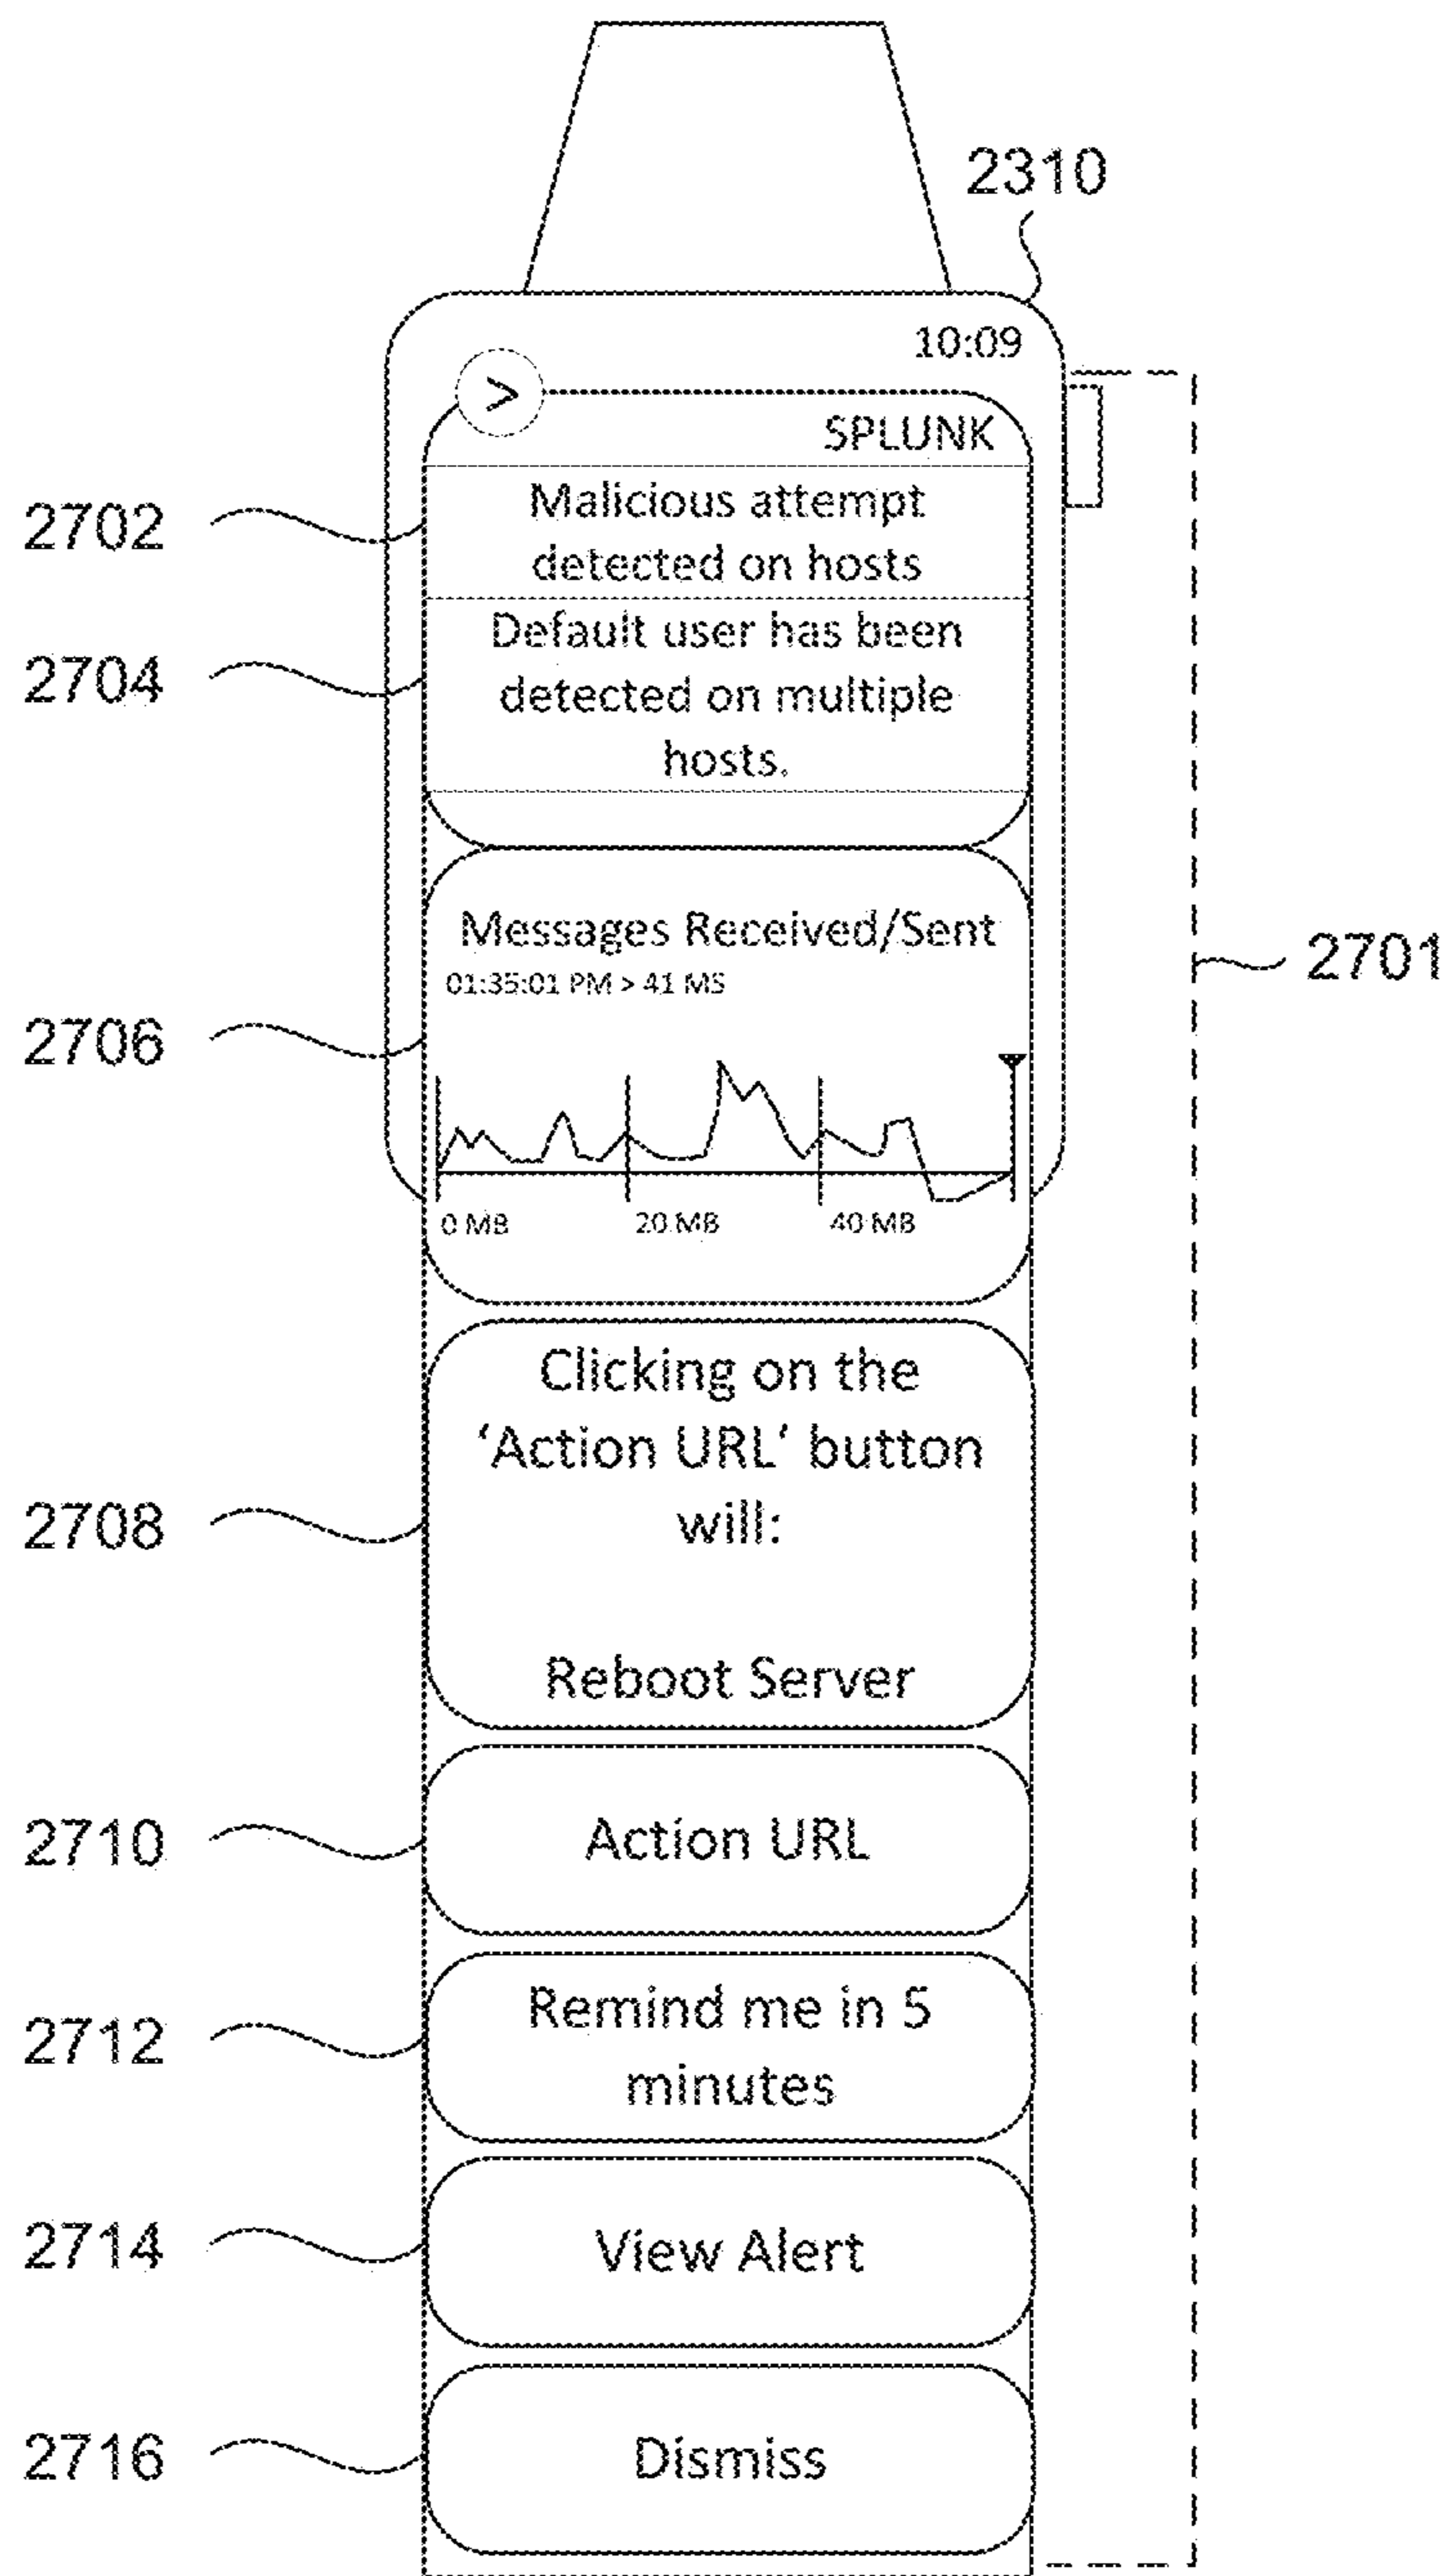 2310
10:09
>
SPLUNK
2702
Malicious attempt
detected on hosts
2704
Default user has been
detected on multiple
hosts.
Messages Received/Sent
2701
01:35:01 PM > 41 MS
2706
0 MB
20 MB
40 MB
Clicking on the
‘Action URL’ button
2708
will:
Reboot Server
2710
Action URL
2712
Remind me in 5
minutes
2714
View Alert
2716
Dismiss